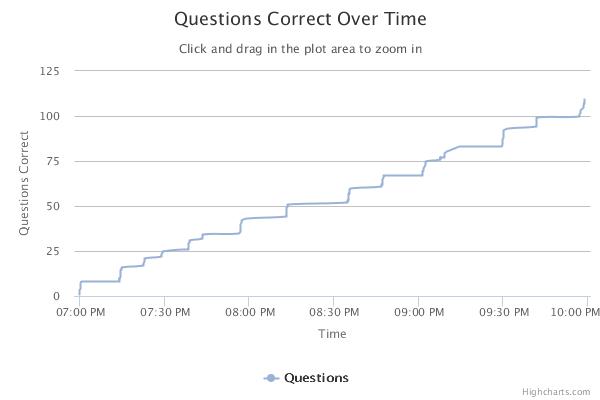 Questions Correct Over Time
Click and drag in the plot area to zoom in
125
100
75
50
25
0
Questions Correct
07:00 PM 07:30 PM 08:00 PM 08:30 PM 09:00 PM 09:30 PM 10:00 PM
Time
Questions
Highcharts.com